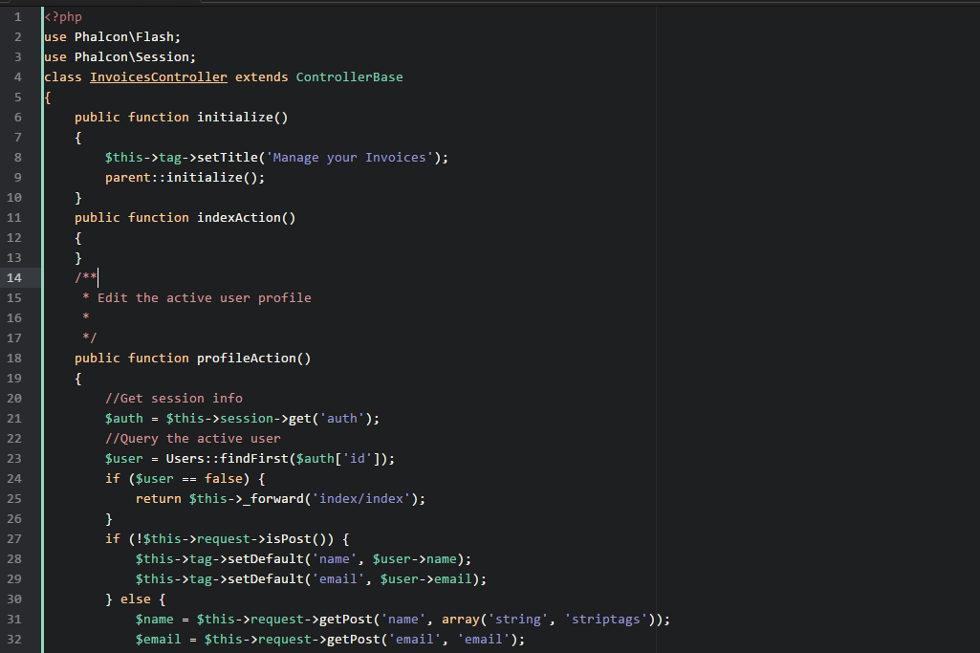 1 <?php
2 use Phalcon\Flash;
3 use Phalcon\Session;
4 class InvoicesController extends ControllerBase
5 {
6     public function initialize()
7     {
8         $this->tag->setTitle('Manage your Invoices');
9         parent::initialize();
10     }
11     public function indexAction()
12     {
13     }
14     /**
15      * Edit the active user profile
16      *
17      */
18     public function profileAction()
19     {
20         //Get session info
21         $auth = $this->session->get('auth');
22         //Query the active user
23         $user = Users::findFirst($auth['id']);
24         if ($user == false) {
25             return $this->_forward('index/index');
26         }
27         if (!$this->request->isPost()) {
28             $this->tag->setDefault('name', $user->name);
29             $this->tag->setDefault('email', $user->email);
30         } else {
31             $name = $this->request->getPost('name', array('string', 'striptags'));
32             $email = $this->request->getPost('email', 'email');